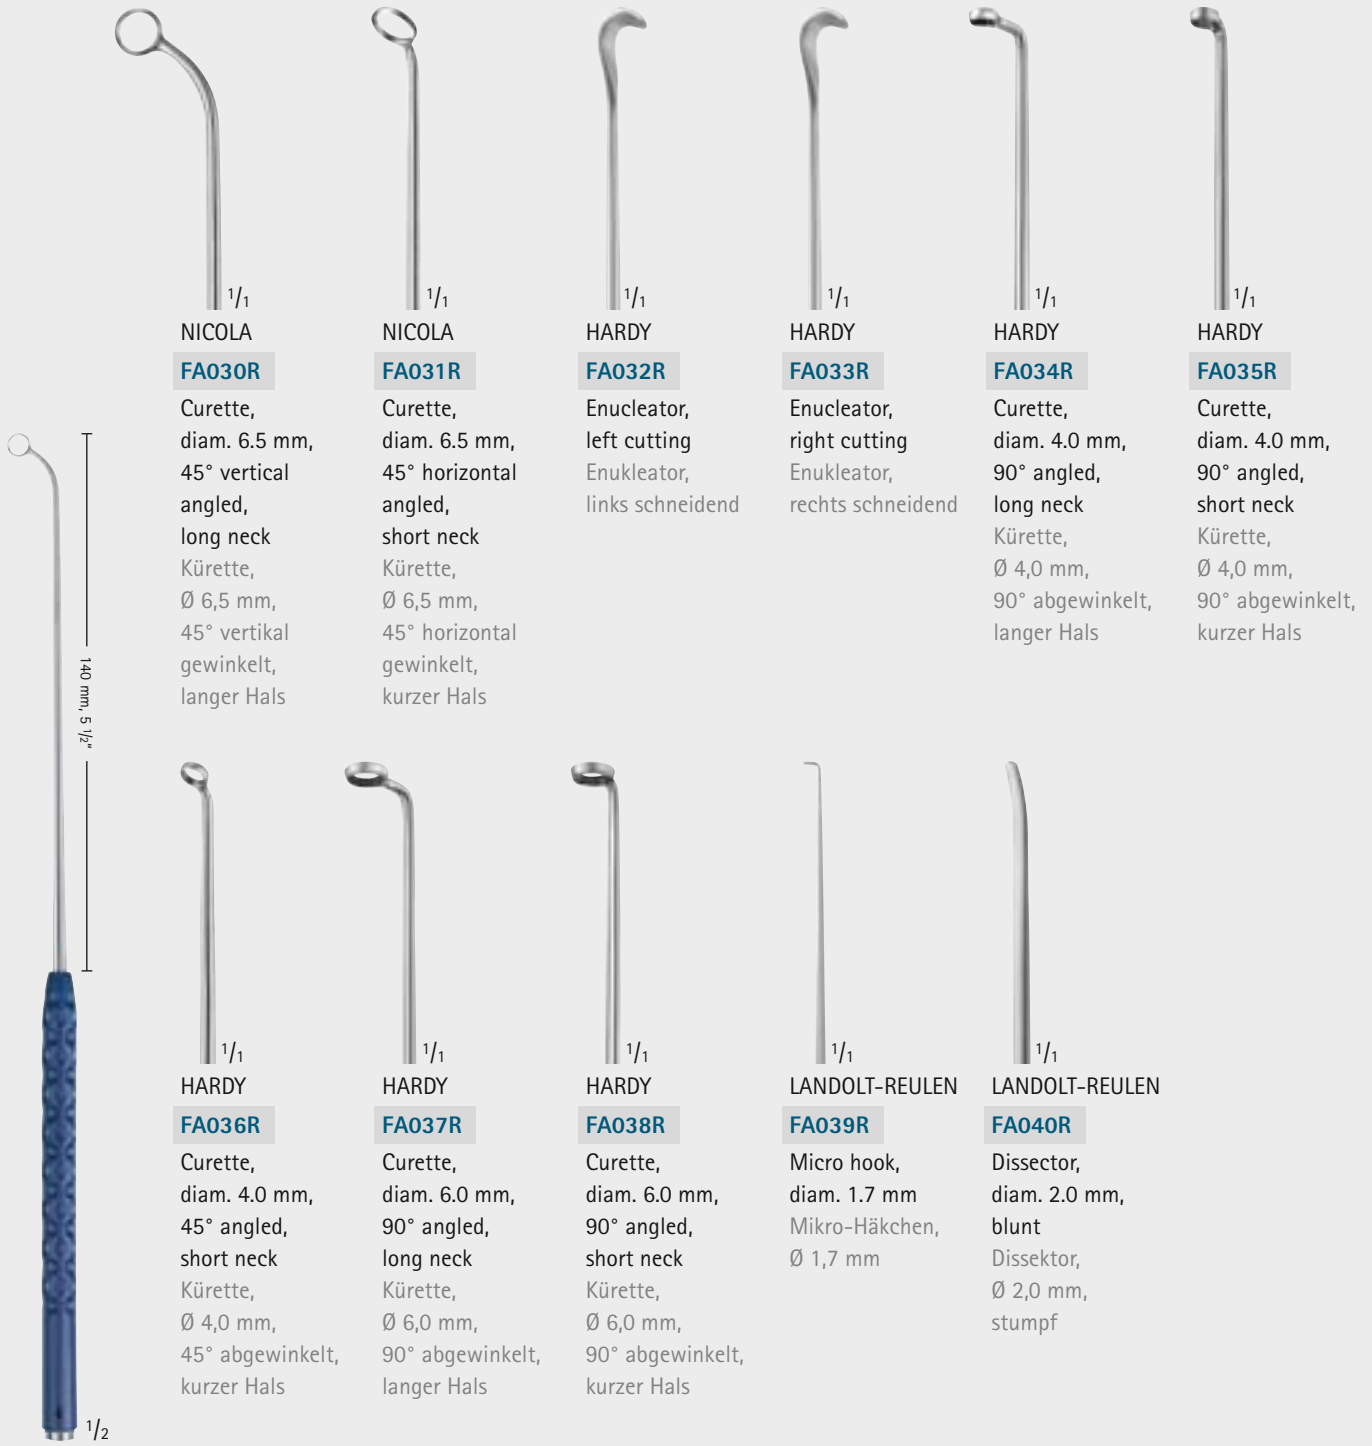 1/1
NICOLA
FA030R
Curette,
diam. 6.5 mm,
45° vertical
angled,
long neck
Kürette,
Ø 6,5 mm,
45° vertikal
gewinkelt,
langer Hals
1/1
NICOLA
FA031R
Curette,
diam. 6.5 mm,
45° horizontal
angled,
short neck
Kürette,
Ø 6,5 mm,
45° horizontal
gewinkelt,
kurzer Hals
1/1
HARDY
FA032R
Enucleator,
left cutting
Enukleator,
links schneidend
1/1
HARDY
FA033R
Enucleator,
right cutting
Enukleator,
rechts schneidend
1/1
HARDY
FA034R
Curette,
diam. 4.0 mm,
90° angled,
long neck
Kürette,
Ø 4,0 mm,
90° abgewinkelt,
langer Hals
1/1
HARDY
FA035R
Curette,
diam. 4.0 mm,
90° angled,
short neck
Kürette,
Ø 4,0 mm,
90° abgewinkelt,
kurzer Hals
140 mm, 5 1/2"
1/2
1/1
HARDY
FA036R
Curette,
diam. 4.0 mm,
45° angled,
short neck
Kürette,
Ø 4,0 mm,
45° abgewinkelt,
kurzer Hals
1/1
HARDY
FA037R
Curette,
diam. 6.0 mm,
90° angled,
long neck
Kürette,
Ø 6,0 mm,
90° abgewinkelt,
langer Hals
1/1
HARDY
FA038R
Curette,
diam. 6.0 mm,
90° angled,
short neck
Kürette,
Ø 6,0 mm,
90° abgewinkelt,
kurzer Hals
1/1
LANDOLT-REULEN
FA039R
Micro hook,
diam. 1.7 mm
Mikro-Häkchen,
Ø 1,7 mm
1/1
LANDOLT-REULEN
FA040R
Dissector,
diam. 2.0 mm,
blunt
Dissektor,
Ø 2,0 mm,
stumpf